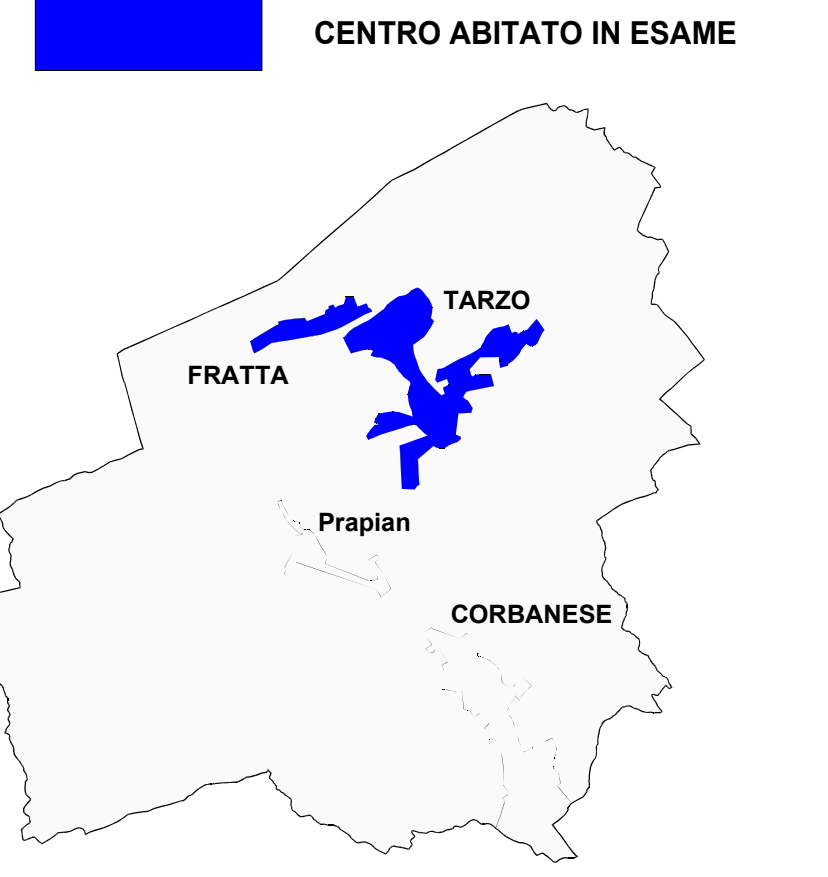 CENTRO ABITATO IN ESAME
TARZO
FRATTA
Prapian
CORBANESE